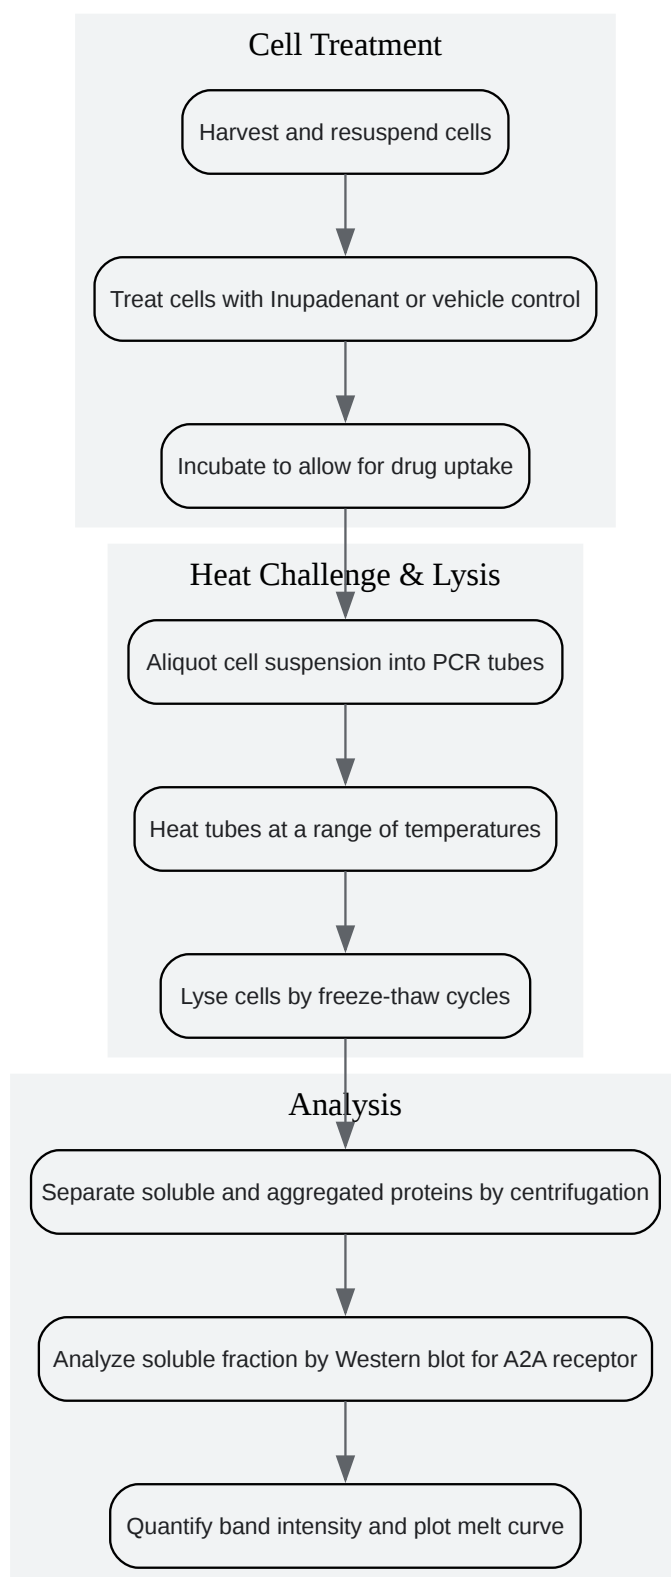 Cell Treatment
Harvest and resuspend cells
Treat cells with Inupadenant or vehicle control
Incubate to allow for drug uptake
Heat Challenge & Lysis
Aliquot cell suspension into PCR tubes
Heat tubes at a range of temperatures
Lyse cells by freeze-thaw cycles
Analysis
Separate soluble and aggregated proteins by centrifugation
Analyze soluble fraction by Western blot for A2A receptor
Quantify band intensity and plot melt curve